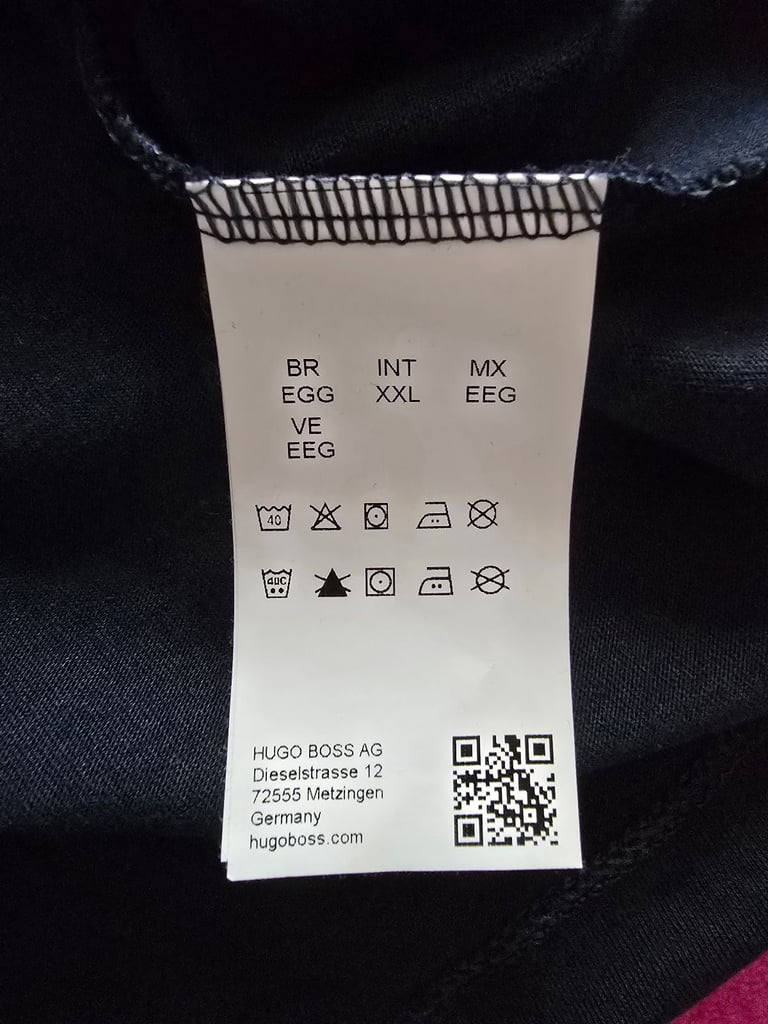 BR INT MX
EGG XXL EEG
VE
EEG
40
40C
HUGO BOSS AG
Dieselstrasse 12
72555 Metzingen
Germany
hugoboss.com